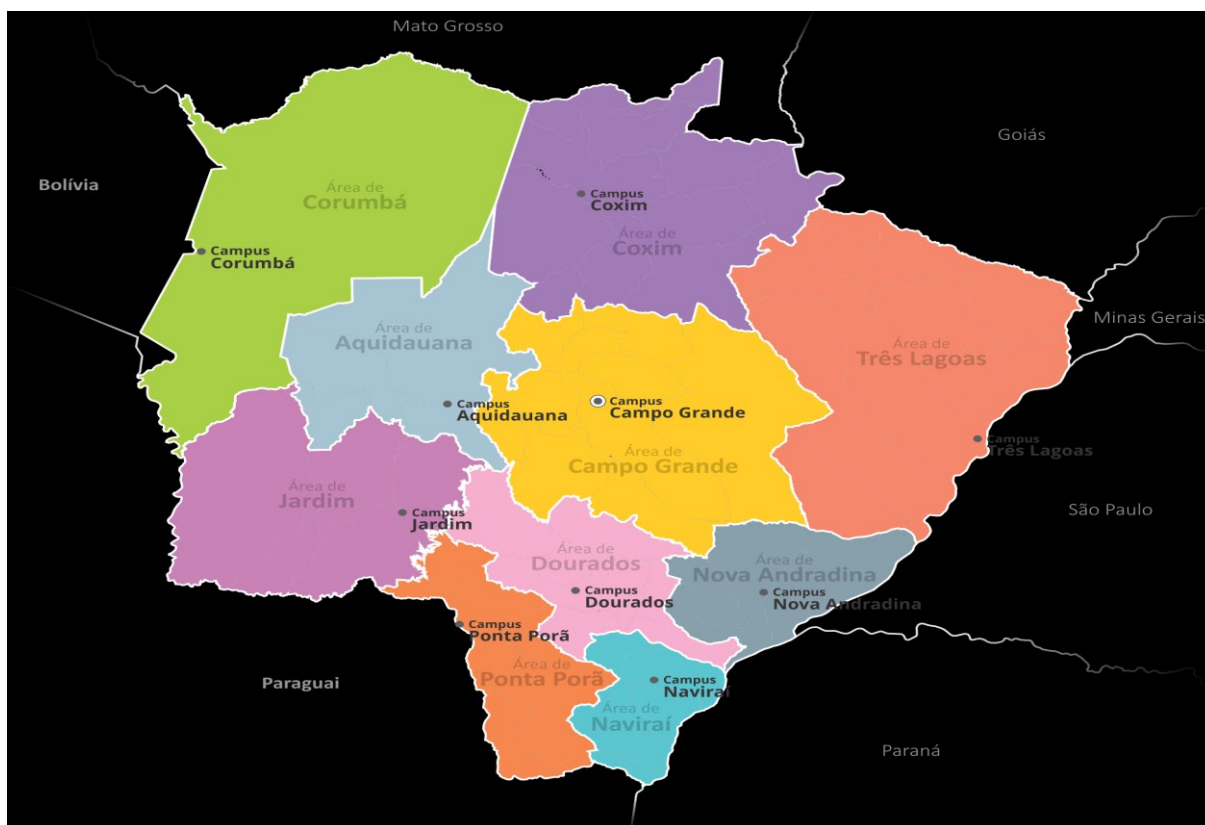 Mato Grosso
Goiás
Bolívia
Área de
Corumbá
Campus
Corumbá
Campus
Coxim
Área de
Coxim
Minas Gerais
Área de
Aquidauana
Campus
Aquidauana
Área de
Três Lagoas
Campus
Três Lagoas
Campus
Campo Grande
Área de
Campo Grande
Área de
Jardim
Campus
Jardim
São Paulo
Área de
Dourados
Campus
Dourados
Área de
Nova Andradina
Campus
Nova Andradina
Campus
Ponta Porã
Área de
Ponta Porã
Paraguai
Campus
Naviraí
Área de
Naviraí
Paraná